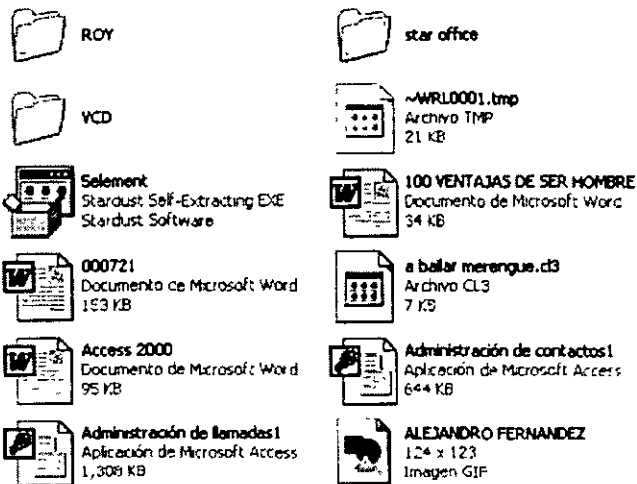 ROY
star office
VCD
~WRL0001.tmp
Archivo TMP
21 KB
Selement
Stardust Self-Extracting EXE
Stardust Software
100 VENTAJAS DE SER HOMBRE
Documento de Microsoft Word
34 KB
000721
Documento de Microsoft Word
153 KB
a bailar merengue.cl3
Archivo CL3
7 KB
Access 2000
Documento de Microsoft Word
95 KB
Administración de contactos1
Aplicación de Microsoft Access
644 KB
Administración de llamadas1
Aplicación de Microsoft Access
1,308 KB
ALEJANDRO FERNANDEZ
124 x 123
Imagen GIF